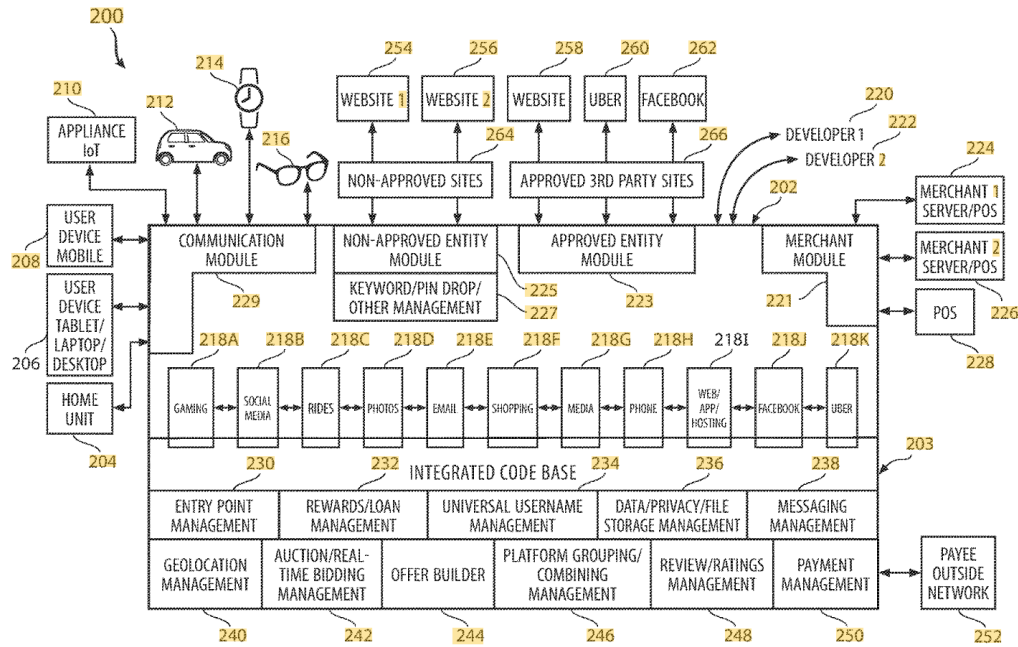 200
254
256
258
260
262
214
210
212
216
220
222
WEBSITE 1
WEBSITE 2
WEBSITE
UBER
FACEBOOK
APPLIANCE
IoT
264
266
DEVELOPER 1
DEVELOPER 2
224
202
NON-APPROVED SITES
APPROVED 3RD PARTY SITES
MERCHANT 1
SERVER/POS
USER
DEVICE
MOBILE
208
COMMUNICATION
MODULE
229
NON-APPROVED ENTITY
MODULE
225
KEYWORD/PIN DROP/
OTHER MANAGEMENT
227
APPROVED ENTITY
MODULE
223
MERCHANT
MODULE
221
MERCHANT 2
SERVER/POS
226
USER
DEVICE
TABLET/
LAPTOP/
DESKTOP
206
POS
228
HOME
UNIT
204
218A
218B
218C
218D
218E
218F
218G
218H
218I
218J
218K
GAMING
SOCIAL
MEDIA
RIDES
PHOTOS
EMAIL
SHOPPING
MEDIA
PHONE
WEB/
APP/
HOSTING
FACEBOOK
UBER
203
INTEGRATED CODE BASE
230
232
234
236
238
ENTRY POINT
MANAGEMENT
REWARDS/LOAN
MANAGEMENT
UNIVERSAL USERNAME
MANAGEMENT
DATA/PRIVACY/FILE
STORAGE MANAGEMENT
MESSAGING
MANAGEMENT
GEOLOCATION
MANAGEMENT
AUCTION/REAL-
TIME BIDDING
MANAGEMENT
OFFER BUILDER
PLATFORM GROUPING/
COMBINING
MANAGEMENT
REVIEW/RATINGS
MANAGEMENT
PAYMENT
MANAGEMENT
PAYEE
OUTSIDE
NETWORK
240
242
244
246
248
250
252